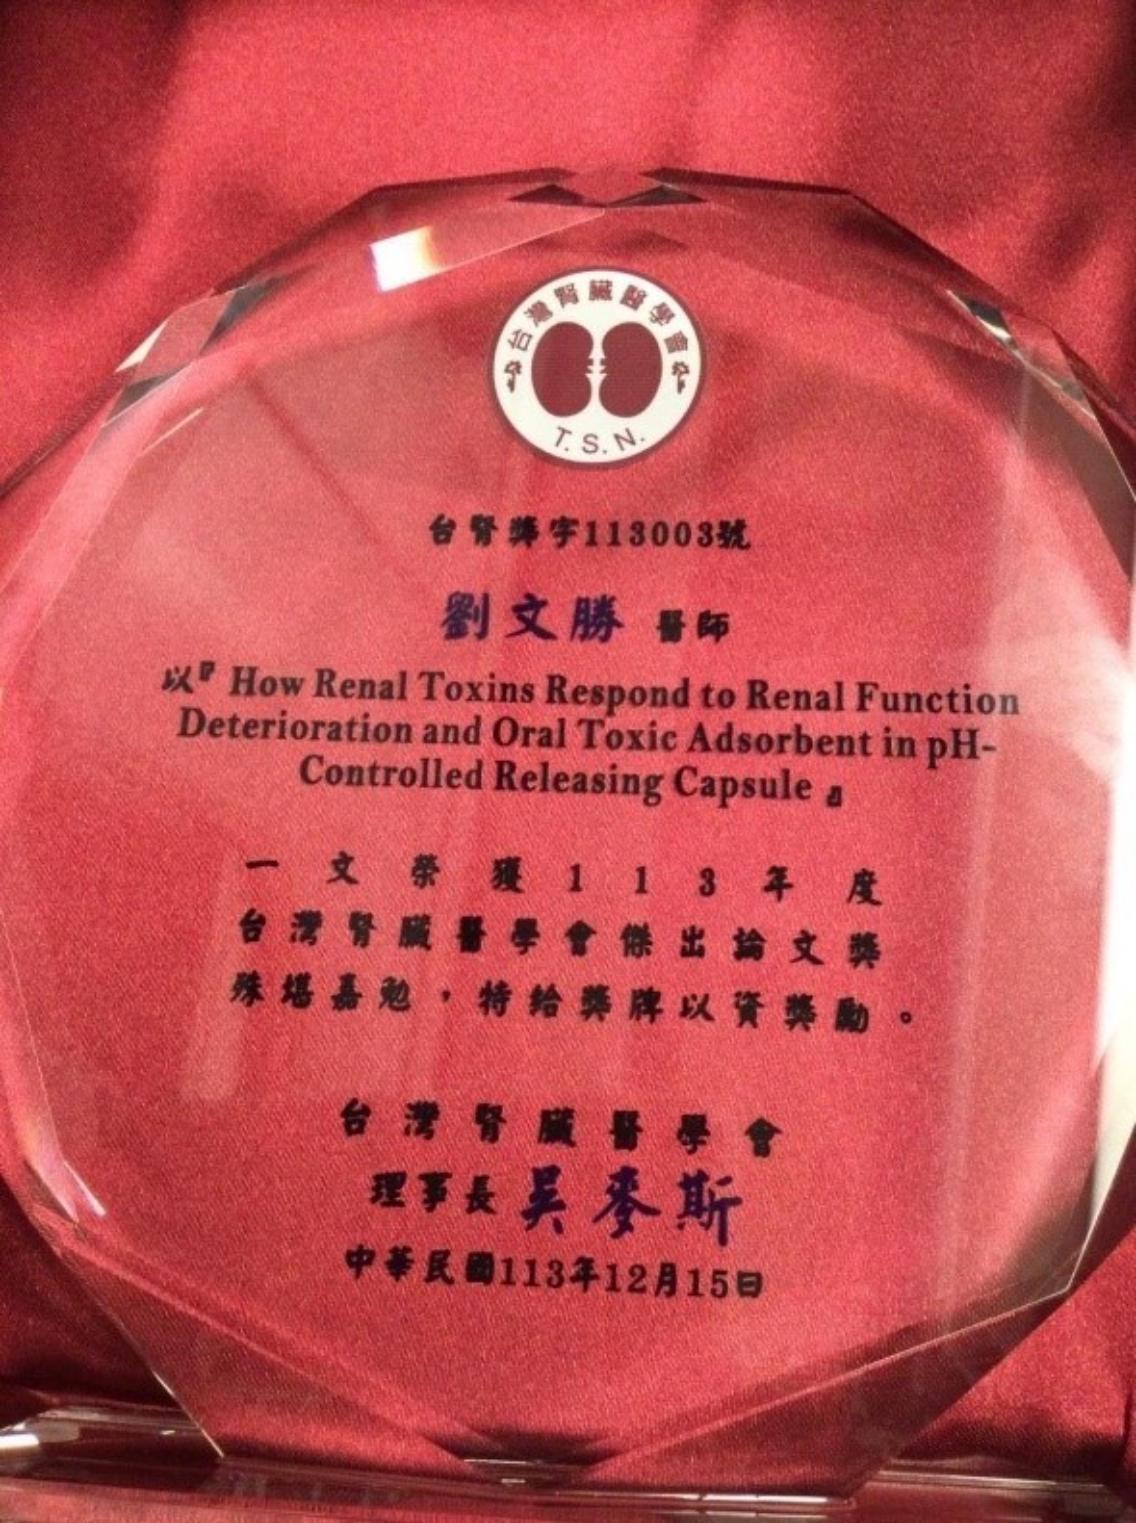 台灣腎臟醫學會
T.S.N.
台腎獎字113003號
劉文勝 醫師
以『How Renal Toxins Respond to Renal Function
Deterioration and Oral Toxic Adsorbent in pH-
Controlled Releasing Capsule』
一文榮獲113年度
台灣腎臟醫學會傑出論文獎
殊堪嘉勉，特給獎牌以資獎勵。
台灣腎臟醫學會
理事長 吳麥斯
中華民國113年12月15日